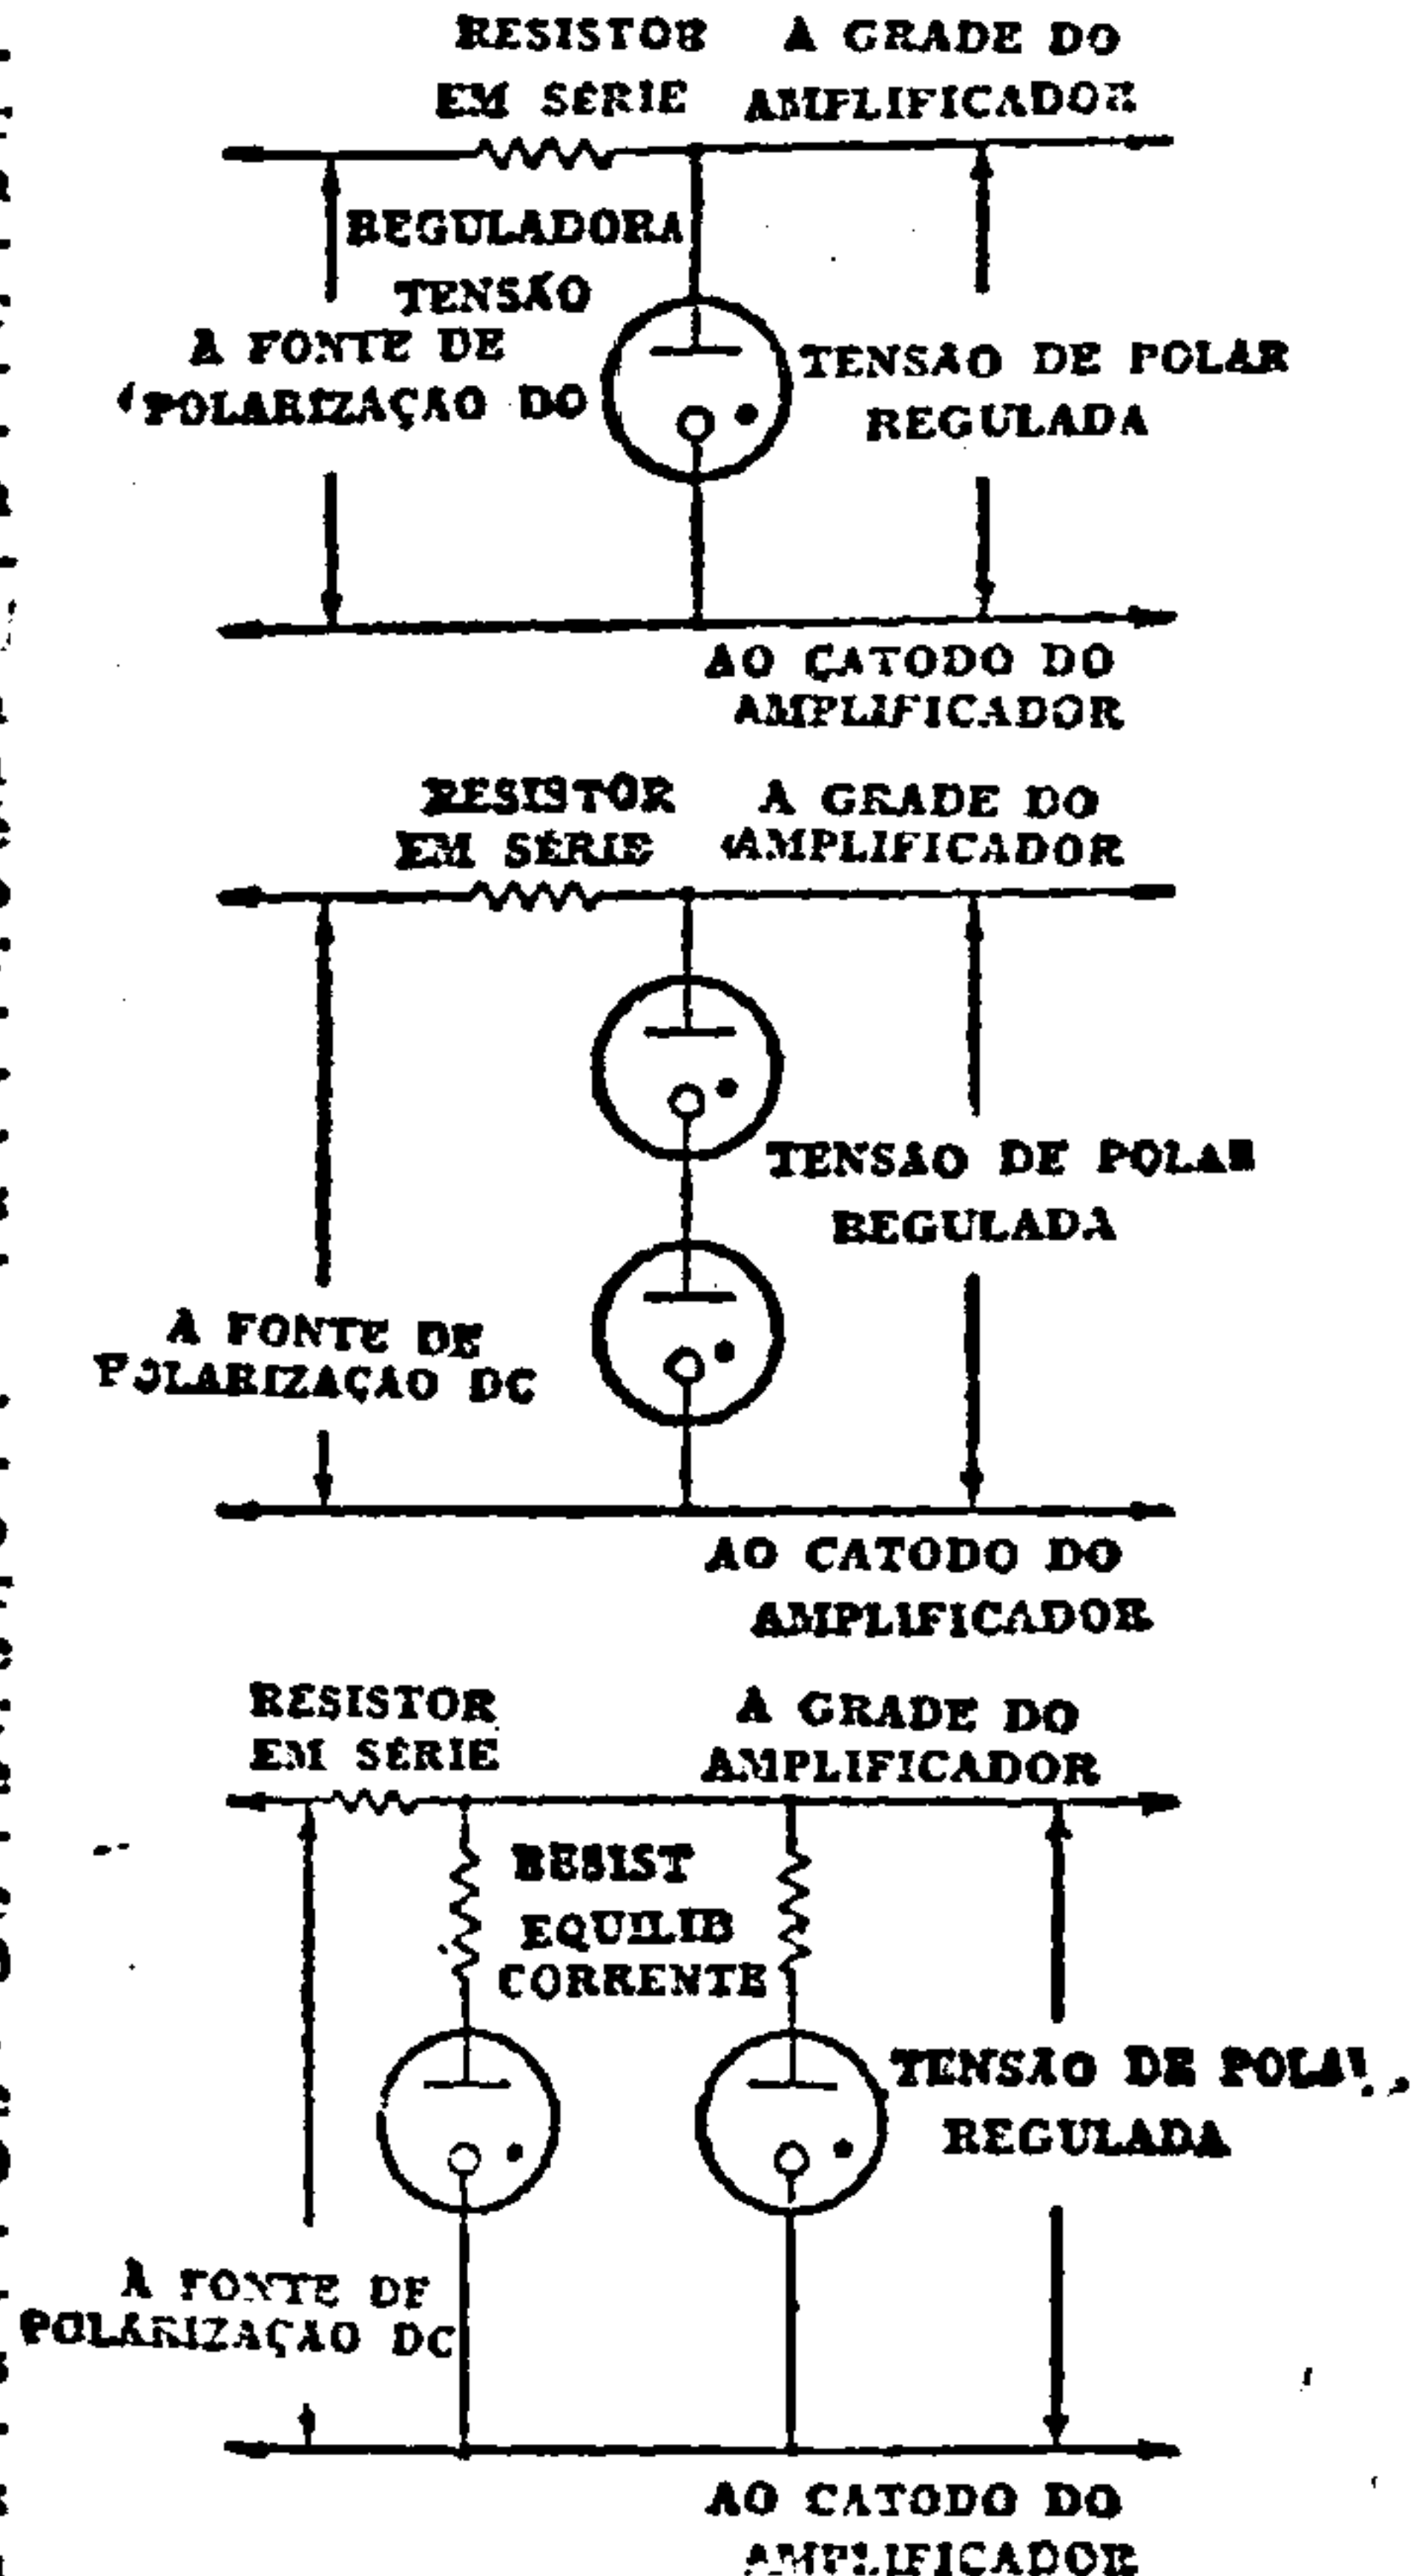 RESISTOR
EM SÉRIE
A GRADE DO
AMPLIFICADOR
REGULADORA
TENSÃO
A FONTE DE
POLARIZAÇÃO DO
TENSAO DE POLAR
REGULADA
AO CATODO DO
AMPLIFICADOR
RESISTOR
EM SÉRIE
A GRADE DO
AMPLIFICADOR
TENSAO DE POLAR
REGULADA
A FONTE DE
POLARIZAÇAO DC
AO CATODO DO
AMPLIFICADOR
RESISTOR
EM SÉRIE
A GRADE DO
AMPLIFICADOR
RESIST
EQUILIB
CORRENTE
TENSAO DE
REGULADA
A FONTE DE
POLARIZAÇAO DC
AO CATODO DO
AMPLIFICADOR